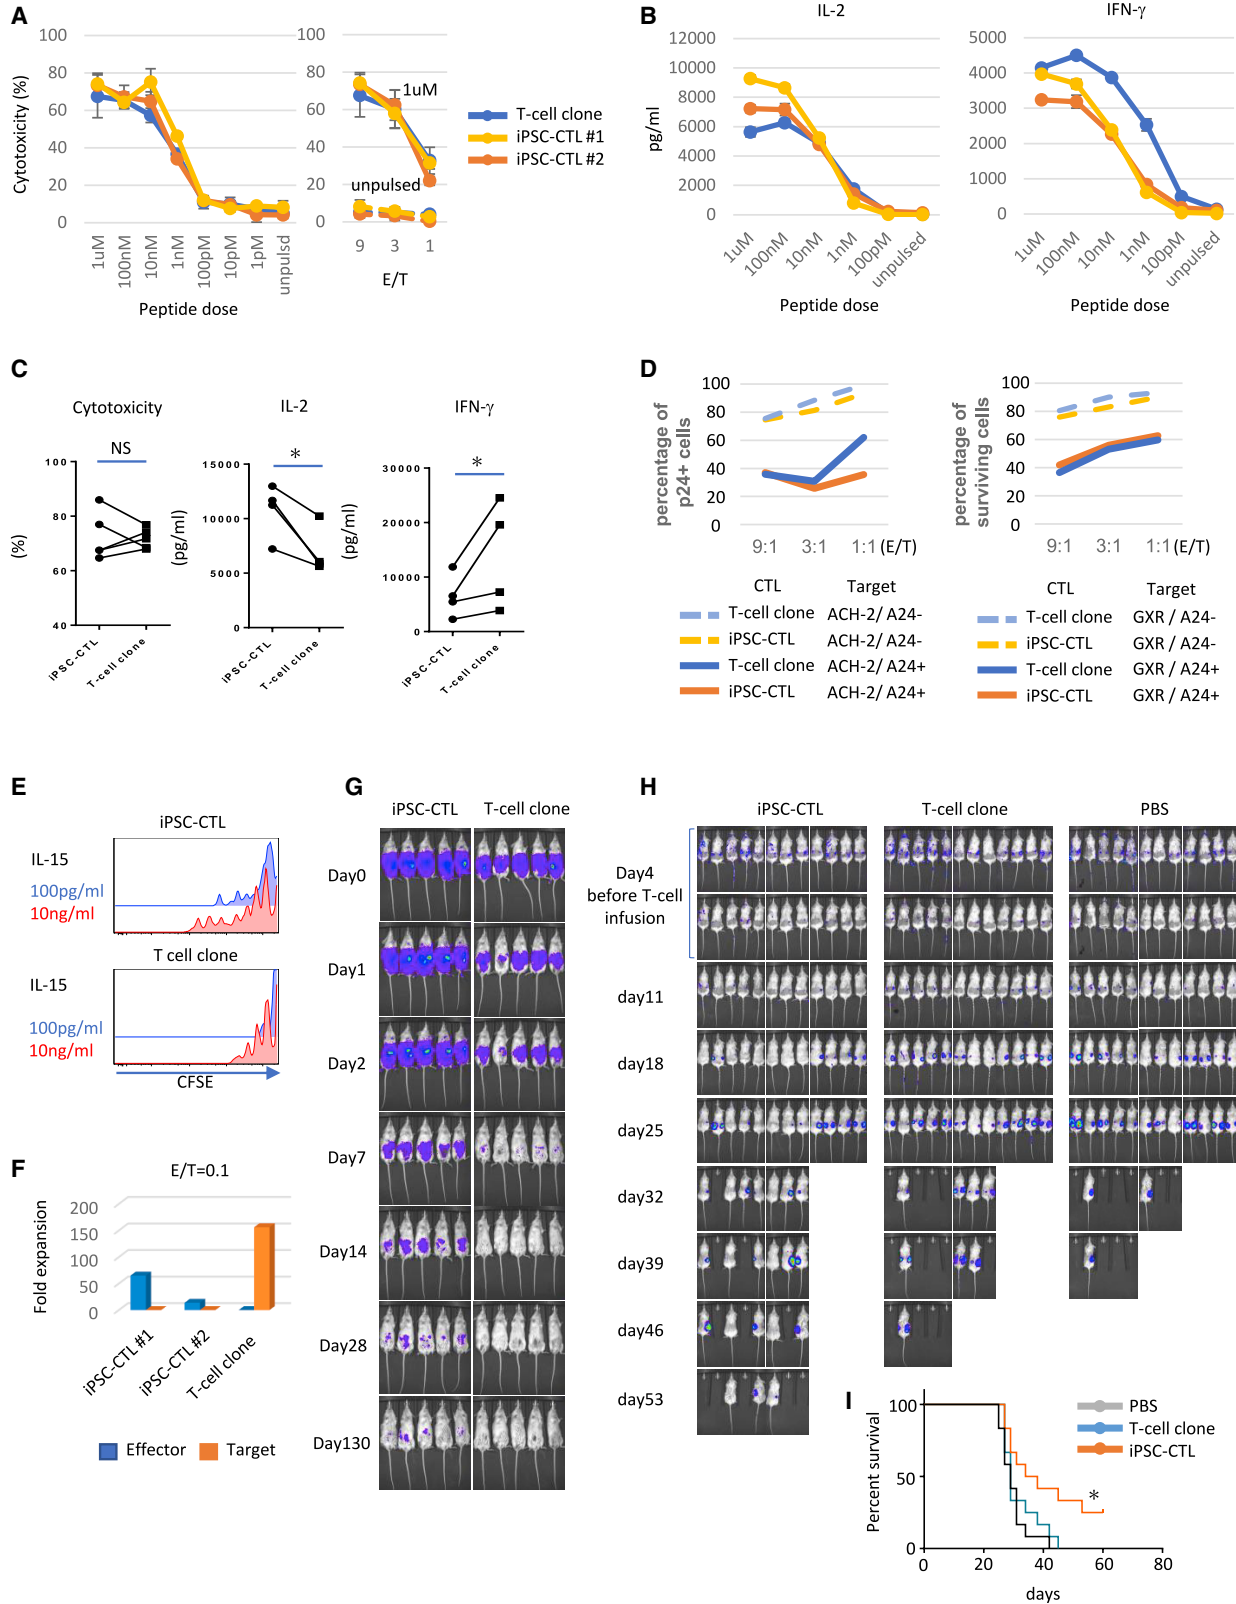 A
100
80
60
40
20
0
Cytotoxicity (%)
1uM
100nM
10nM
1nM
100pM
10pM
1pM
unpulsd
Peptide dose
100
80
60
40
20
0
1uM
unpulsed
9 3 1
E/T
T-cell clone
iPSC-CTL #1
iPSC-CTL #2
B
IL-2
12000
10000
8000
6000
4000
2000
0
pg/ml
1uM
100nM
10nM
1nM
100pM
unpulsed
Peptide dose
IFN-γ
5000
4000
3000
2000
1000
0
1uM
100nM
10nM
1nM
100pM
unpulsed
Peptide dose
C
Cytotoxicity
NS
100
80
60
40
(%)
iPSC-CTL
T-cell clone
IL-2
*
15000
10000
5000
0
(pg/ml)
iPSC-CTL
T-cell clone
IFN-γ
*
30000
20000
10000
0
(pg/ml)
iPSC-CTL
T-cell clone
D
percentage of
p24+ cells
100
80
60
40
20
0
9:1 3:1 1:1 (E/T)
CTL Target
T-cell clone ACH-2/ A24-
iPSC-CTL ACH-2/ A24-
T-cell clone ACH-2/ A24+
iPSC-CTL ACH-2/ A24+
percentage of
surviving cells
100
80
60
40
20
0
9:1 3:1 1:1 (E/T)
CTL Target
T-cell clone GXR / A24-
iPSC-CTL GXR / A24-
T-cell clone GXR / A24+
iPSC-CTL GXR / A24+
E
iPSC-CTL
IL-15
100pg/ml
10ng/ml
T cell clone
IL-15
100pg/ml
10ng/ml
CFSE
F
E/T=0.1
Fold expansion
200
150
100
50
0
iPSC-CTL #1
iPSC-CTL #2
T-cell clone
Effector Target
G
iPSC-CTL T-cell clone
Day0
Day1
Day2
Day7
Day14
Day28
Day130
H
iPSC-CTL T-cell clone PBS
Day4
before T-cell
infusion
day11
day18
day25
day32
day39
day46
day53
I
100
50
0
Percent survival
0 20 40 60 80
days
*
PBS
T-cell clone
iPSC-CTL